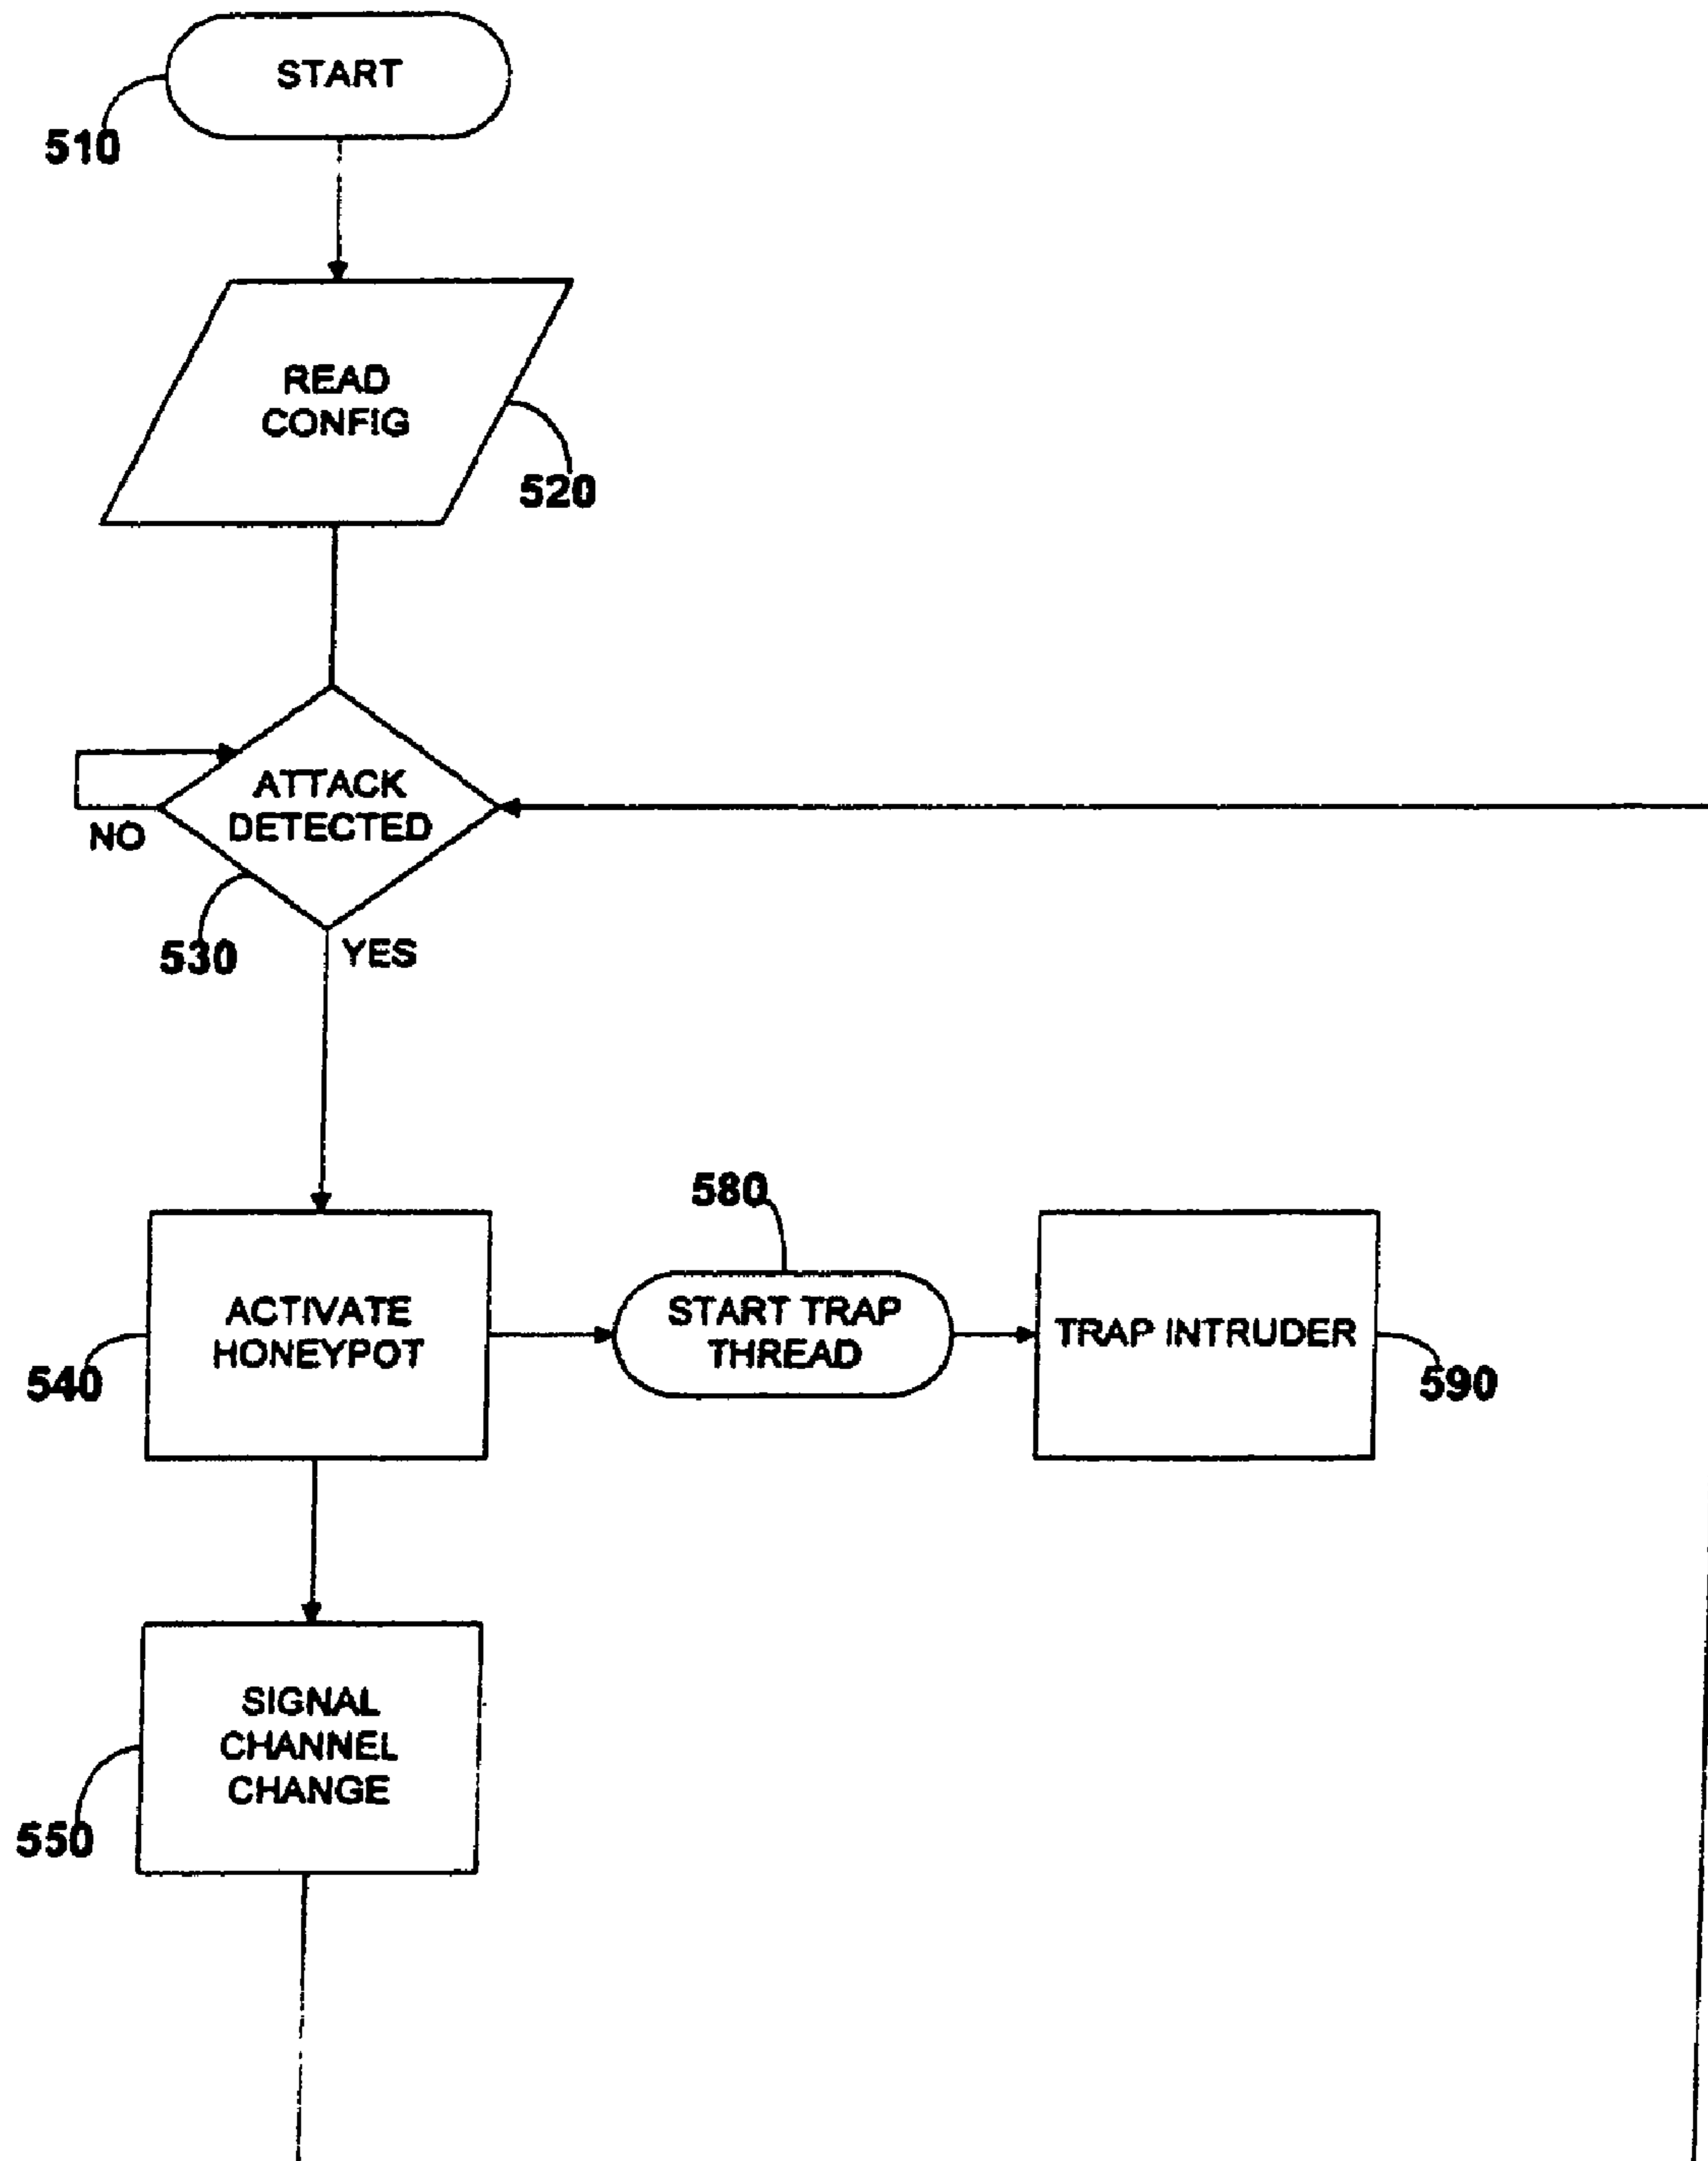 START
510
READ
CONFIG
520
ATTACK
DETECTED
NO
530
YES
580
ACTIVATE
HONEYPOT
START TRAP
THREAD
TRAP INTRUDER
540
590
SIGNAL
CHANNEL
CHANGE
550